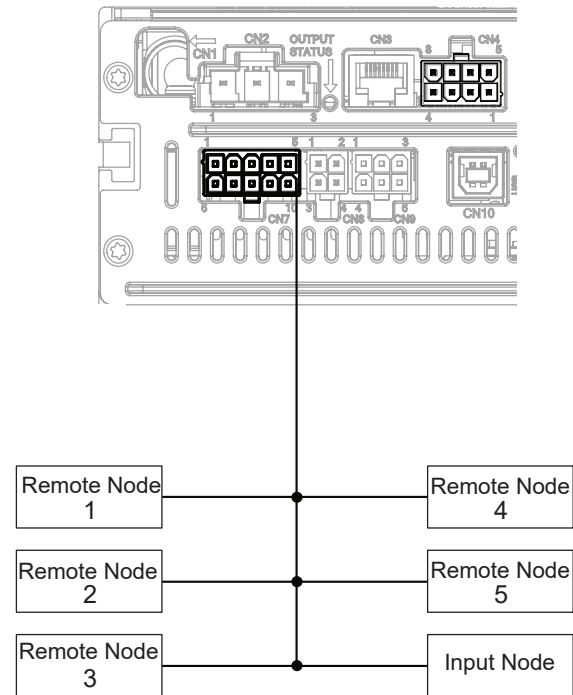 CN1
CN2
OUTPUT
STATUS
CN3
8
CN4
5
1
3
4
1
1
5
1
2
1
3
6
10
3
4
4
6
CN7
CN8
CN9
CN10
Remote Node
1
Remote Node
4
Remote Node
2
Remote Node
5
Remote Node
3
Input Node